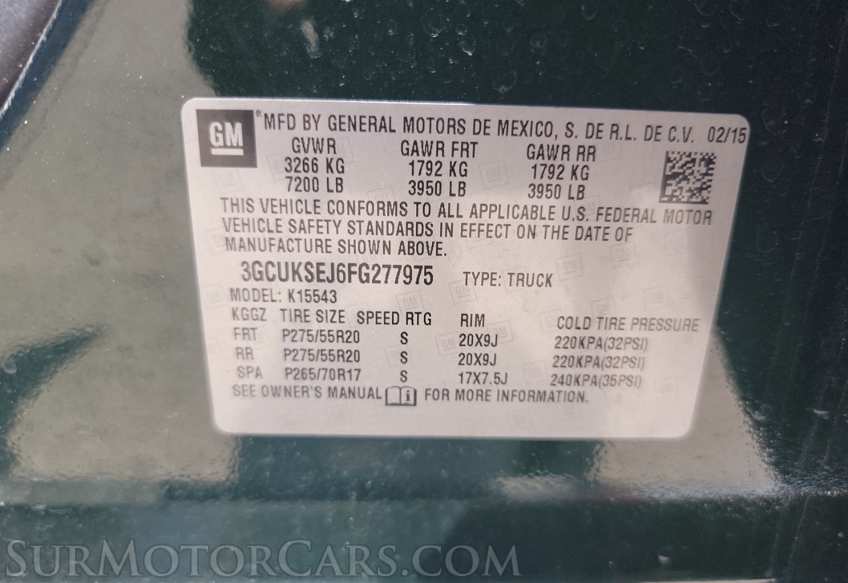 GM
*MFD BY GENERAL MOTORS DE MEXICO, S. DE R.L. DE C.V. 02/15
GVWR GAWR FRT GAWR RR
3266 KG 1792 KG 1792 KG
7200 LB 3950 LB 3950 LB
THIS VEHICLE CONFORMS TO ALL APPLICABLE U.S. FEDERAL MOTOR
VEHICLE SAFETY STANDARDS IN EFFECT ON THE DATE OF
MANUFACTURE SHOWN ABOVE.
3GCUKSEJ6FG277975 TYPE: TRUCK
MODEL: K15543
KGGZ TIRE SIZE SPEED RTG RIM COLD TIRE PRESSURE
FRT P275/55R20 S 20X9J 220KPA(32PSI)
RR P275/55R20 S 20X9J 220KPA(32PSI)
SPA P265/70R17 S 17X7.5J 240KPA(35PSI)
SEE OWNER'S MANUAL FOR MORE INFORMATION.
SurMotorCars.com